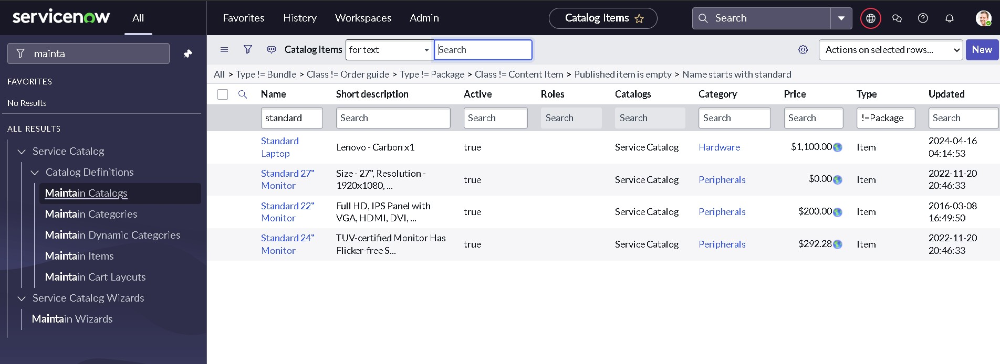 servicenow
All
Favorites
History
Workspaces
Admin
Catalog Items
Search
mainta
FAVORITES
No Results
ALL RESULTS
Service Catalog
Catalog Definitions
Maintain Catalogs
Maintain Categories
Maintain Dynamic Categories
Maintain Items
Maintain Cart Layouts
Service Catalog Wizards
Maintain Wizards
Catalog Items
for text
Search
Actions on selected rows...
New
All > Type != Bundle > Class != Order guide > Type != Package > Class != Content Item > Published item is empty > Name starts with standard
Name Short description Active Roles Catalogs Category Price Type Updated
standard Search Search Search Search Search Search !=Package Search
Standard Laptop Lenovo - Carbon x1 true Service Catalog Hardware $1,100.00 Item 2024-04-16 04:14:53
Standard 27" Monitor Size - 27", Resolution - 1920x1080, ... true Service Catalog Peripherals $0.00 Item 2022-11-20 20:46:33
Standard 22" Monitor Full HD, IPS Panel with VGA, HDMI, DVI, ... true Service Catalog Peripherals $200.00 Item 2016-03-08 16:49:50
Standard 24" Monitor TUV-certified Monitor Has Flicker-free S... true Service Catalog Peripherals $292.28 Item 2022-11-20 20:46:33